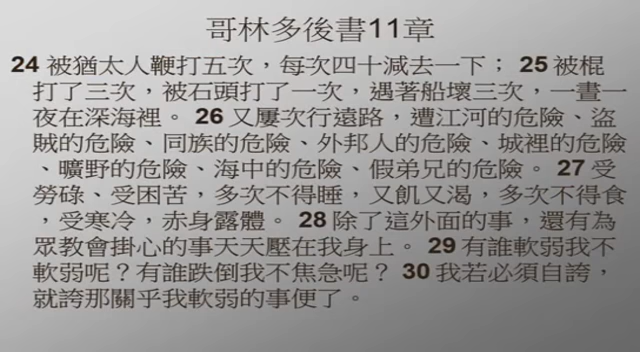 哥林多後書11章
24 被猶太人鞭打五次，每次四十減去一下； 25 被棍
打了三次，被石頭打了一次，遇著船壞三次，一晝一
夜在深海裡。 26 又屢次行遠路，遭江河的危險、盜
賊的危險、同族的危險、外邦人的危險、城裡的危險
、曠野的危險、海中的危險、假弟兄的危險。 27 受
勞碌、受困苦，多次不得睡，又飢又渴，多次不得食
，受寒冷，赤身露體。 28 除了這外面的事，還有為
眾教會掛心的事天天壓在我身上。 29 有誰軟弱我不
軟弱呢？有誰跌倒我不焦急呢？ 30 我若必須自誇，
就誇那關乎我軟弱的事便了。